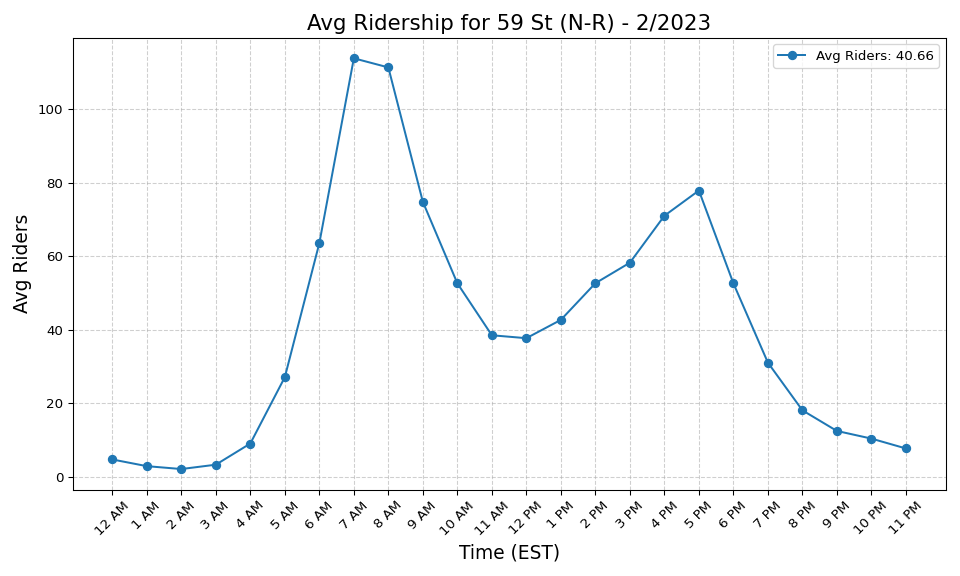 Avg Ridership for 59 St (N-R) - 2/2023
Avg Riders: 40.66
Avg Riders
100
80
60
40
20
0
12 AM
1 AM
2 AM
3 AM
4 AM
5 AM
6 AM
7 AM
8 AM
9 AM
10 AM
11 AM
12 PM
1 PM
2 PM
3 PM
4 PM
5 PM
6 PM
7 PM
8 PM
9 PM
10 PM
11 PM
Time (EST)